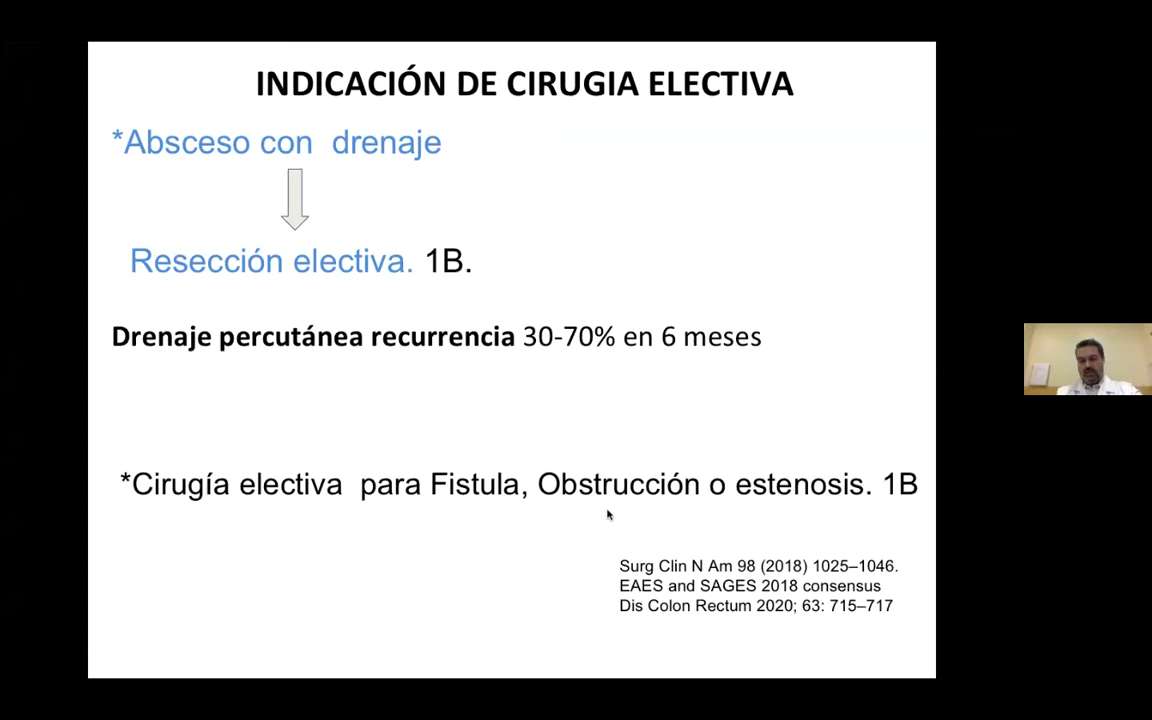 INDICACIÓN DE CIRUGIA ELECTIVA
*Absceso con drenaje
Resección electiva. 1B.
Drenaje percutánea recurrencia 30-70% en 6 meses
*Cirugía electiva para Fistula, Obstrucción o estenosis. 1B
Surg Clin N Am 98 (2018) 1025–1046.
EAES and SAGES 2018 consensus
Dis Colon Rectum 2020; 63: 715–717